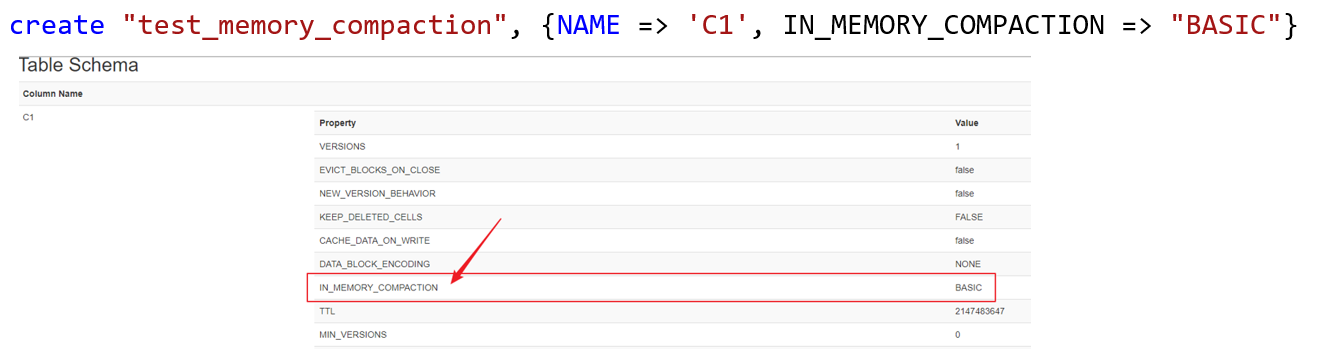 create "test_memory_compaction", {NAME => 'C1', IN_MEMORY_COMPACTION => "BASIC"}
Table Schema
Column Name
C1
Property Value
VERSIONS 1
EVICT_BLOCKS_ON_CLOSE false
NEW_VERSION_BEHAVIOR false
KEEP_DELETED_CELLS FALSE
CACHE_DATA_ON_WRITE false
DATA_BLOCK_ENCODING NONE
IN_MEMORY_COMPACTION BASIC
TTL 2147483647
MIN_VERSIONS 0